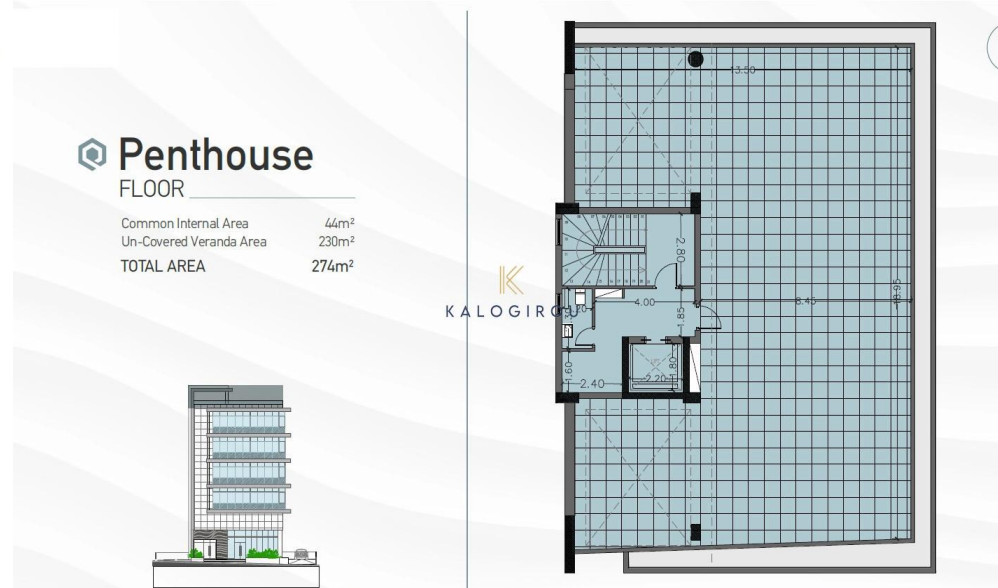 Penthouse
FLOOR
Common Internal Area 44m²
Un-Covered Veranda Area 230m²
TOTAL AREA 274m²
KALOGIROU
13.50
2.80
4.00
8.45
18.95
1.85
1.60
2.40
2.20
1.80